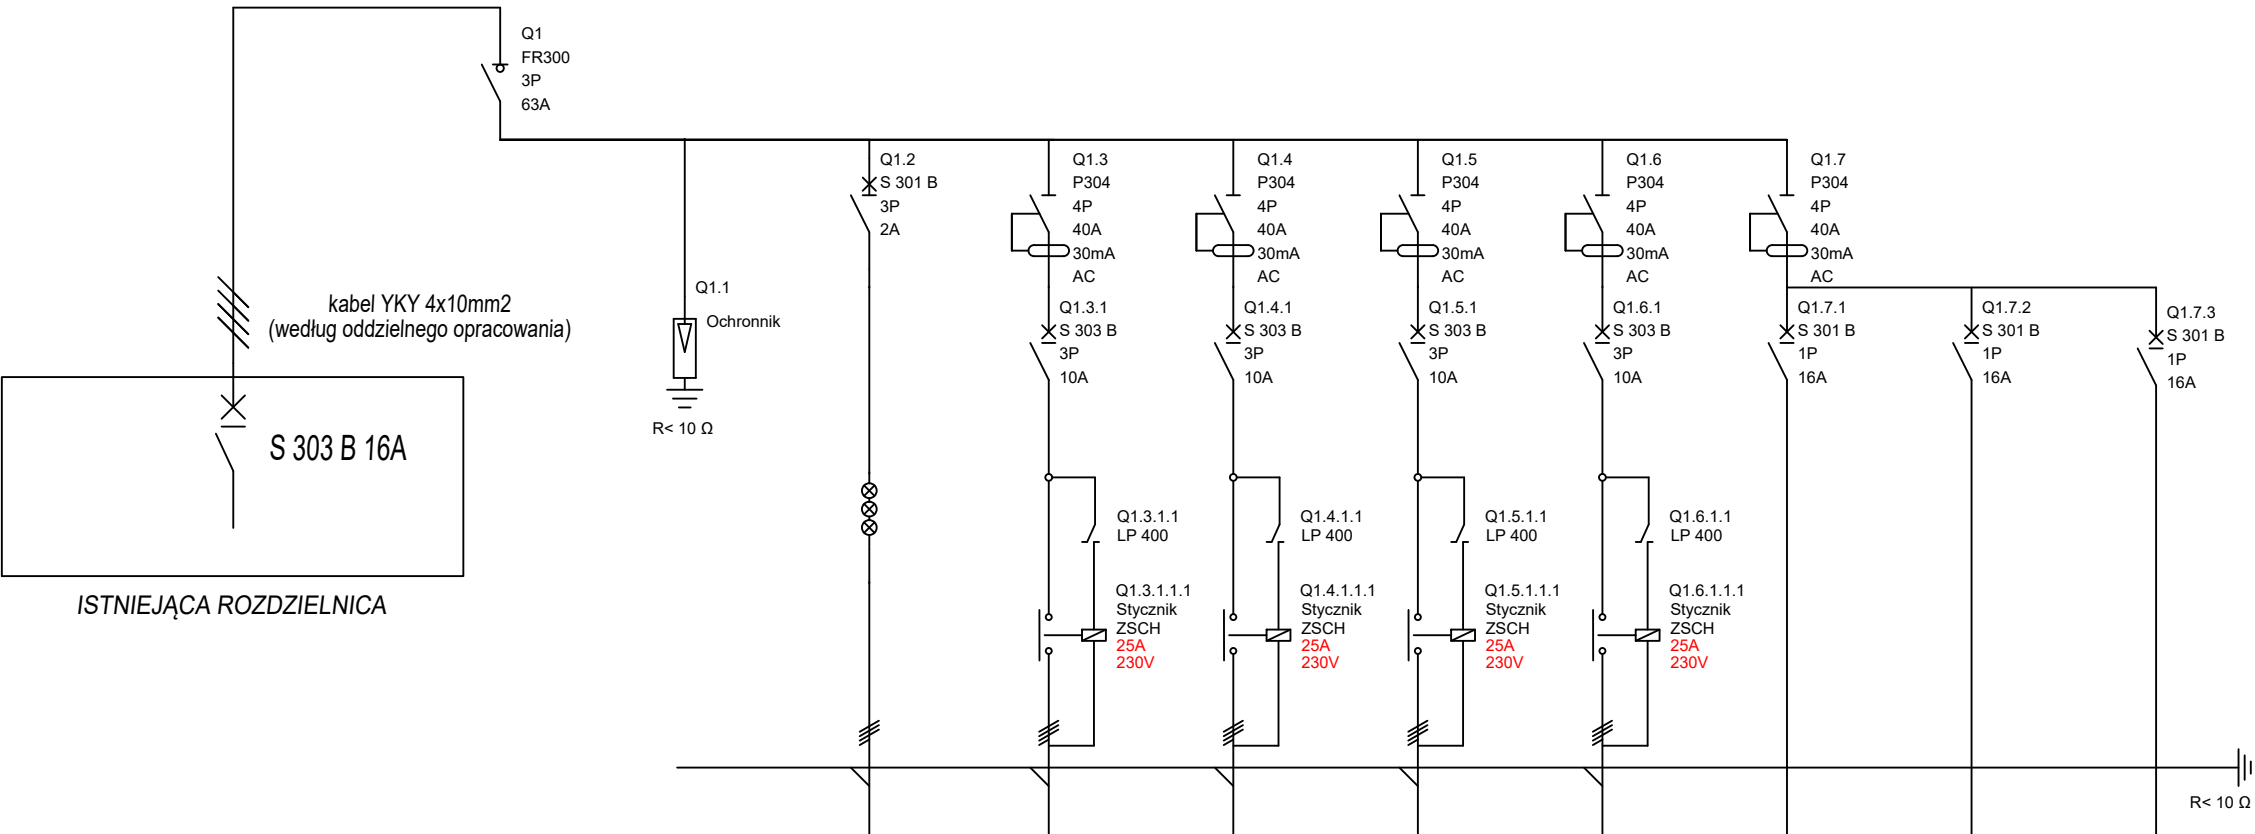 Q1
FR300
3P
63A
Q1.2
S 301 B
3P
2A
Q1.3
P304
4P
40A
30mA
AC
Q1.4
P304
4P
40A
30mA
AC
Q1.5
P304
4P
40A
30mA
AC
Q1.6
P304
4P
40A
30mA
AC
Q1.7
P304
4P
40A
30mA
AC
kabel YKY 4x10mm2
(według oddzielnego opracowania)
Q1.1
Ochronnik
R< 10 Ω
Q1.3.1
S 303 B
3P
10A
Q1.4.1
S 303 B
3P
10A
Q1.5.1
S 303 B
3P
10A
Q1.6.1
S 303 B
3P
10A
Q1.7.1
S 301 B
1P
16A
Q1.7.2
S 301 B
1P
16A
Q1.7.3
S 301 B
1P
16A
S 303 B 16A
ISTNIEJĄCA ROZDZIELNICA
Q1.3.1.1
LP 400
Q1.4.1.1
LP 400
Q1.5.1.1
LP 400
Q1.6.1.1
LP 400
Q1.3.1.1.1
Stycznik
ZSCH
25A
230V
Q1.4.1.1.1
Stycznik
ZSCH
25A
230V
Q1.5.1.1.1
Stycznik
ZSCH
25A
230V
Q1.6.1.1.1
Stycznik
ZSCH
25A
230V
R< 10 Ω